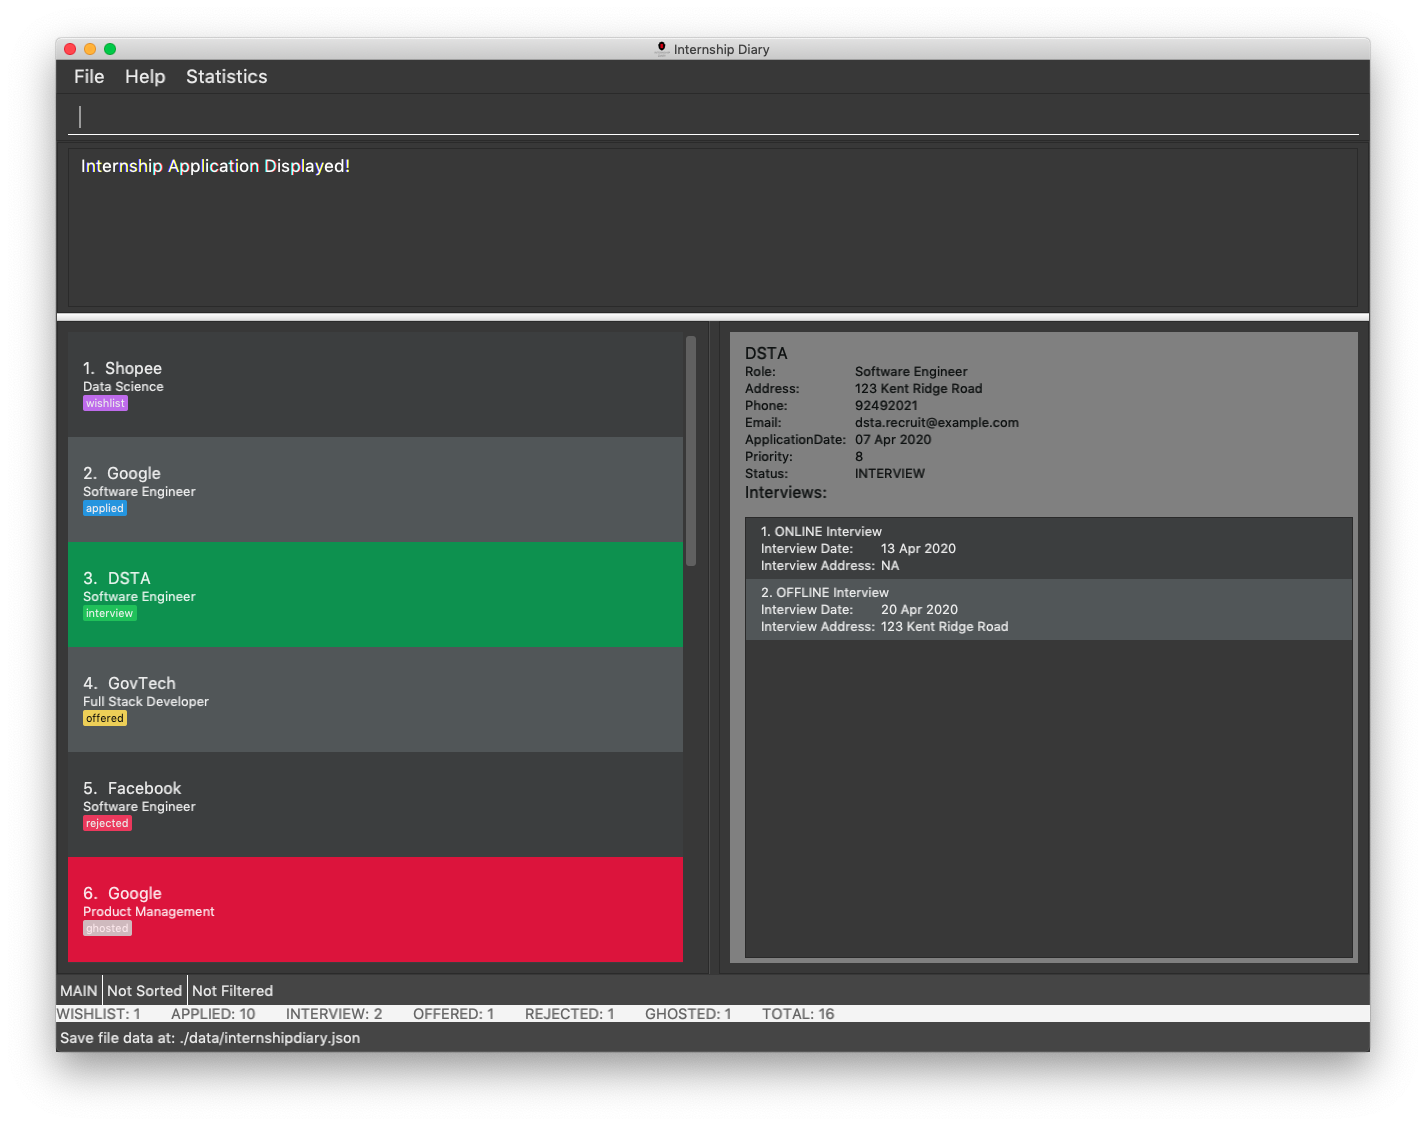 Internship Diary
File Help Statistics
Internship Application Displayed!
1. Shopee
Data Science
wishlist
2. Google
Software Engineer
applied
3. DSTA
Software Engineer
interview
4. GovTech
Full Stack Developer
offered
5. Facebook
Software Engineer
rejected
6. Google
Product Management
ghosted
DSTA
Role: Software Engineer
Address: 123 Kent Ridge Road
Phone: 92492021
Email: dsta.recruit@example.com
ApplicationDate: 07 Apr 2020
Priority: 8
Status: INTERVIEW
Interviews:
1. ONLINE Interview
Interview Date: 13 Apr 2020
Interview Address: NA
2. OFFLINE Interview
Interview Date: 20 Apr 2020
Interview Address: 123 Kent Ridge Road
MAIN Not Sorted Not Filtered
WISHLIST: 1 APPLIED: 10 INTERVIEW: 2 OFFERED: 1 REJECTED: 1 GHOSTED: 1 TOTAL: 16
Save file data at: ./data/internshipdiary.json